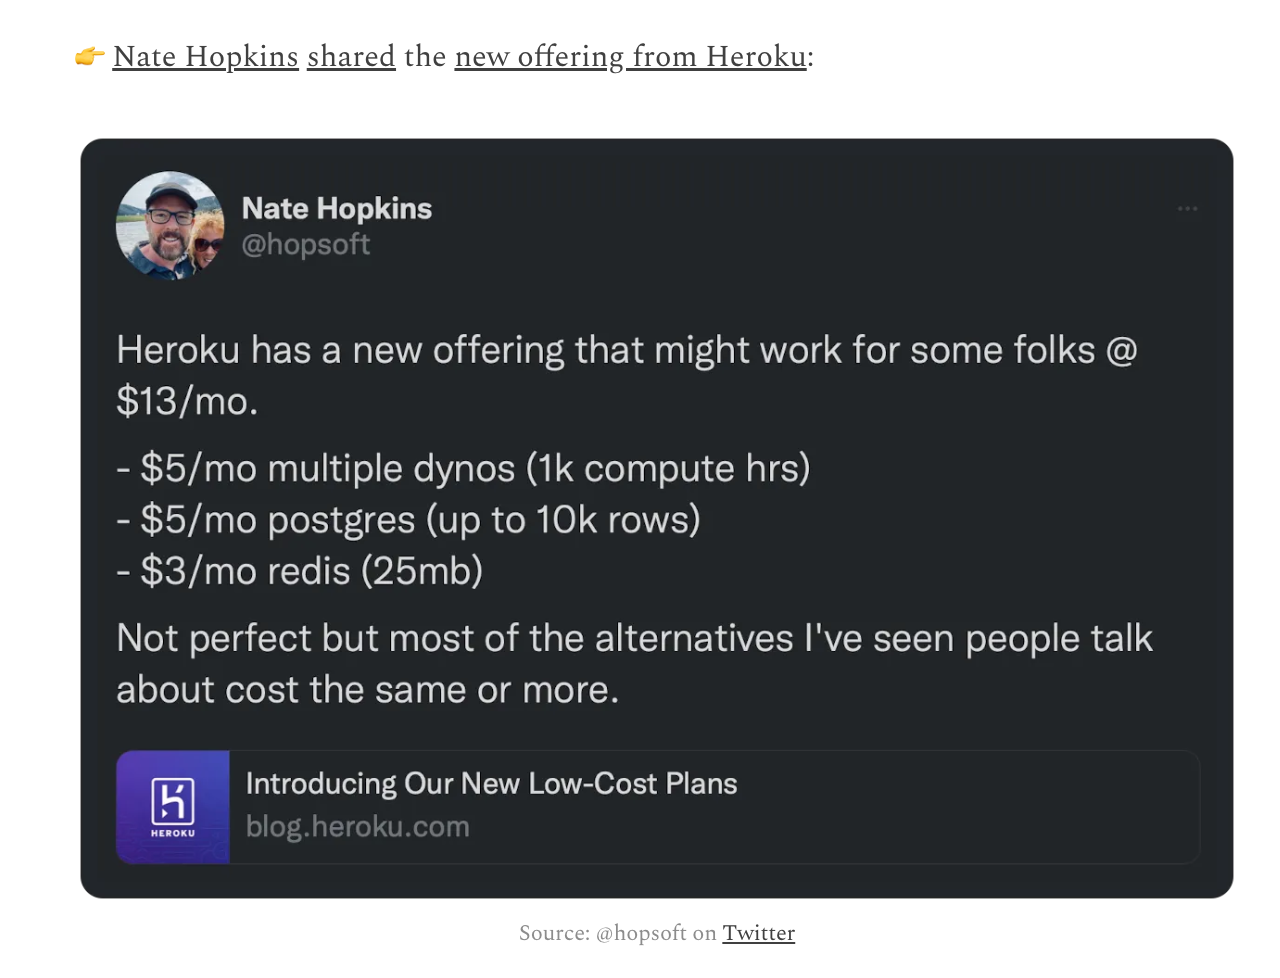 👉 Nate Hopkins shared the new offering from Heroku:
Nate Hopkins
@hopsoft
Heroku has a new offering that might work for some folks @
$13/mo.
- $5/mo multiple dynos (1k compute hrs)
- $5/mo postgres (up to 10k rows)
- $3/mo redis (25mb)
Not perfect but most of the alternatives I've seen people talk
about cost the same or more.
Introducing Our New Low-Cost Plans
HEROKU
blog.heroku.com
Source: @hopsoft on Twitter